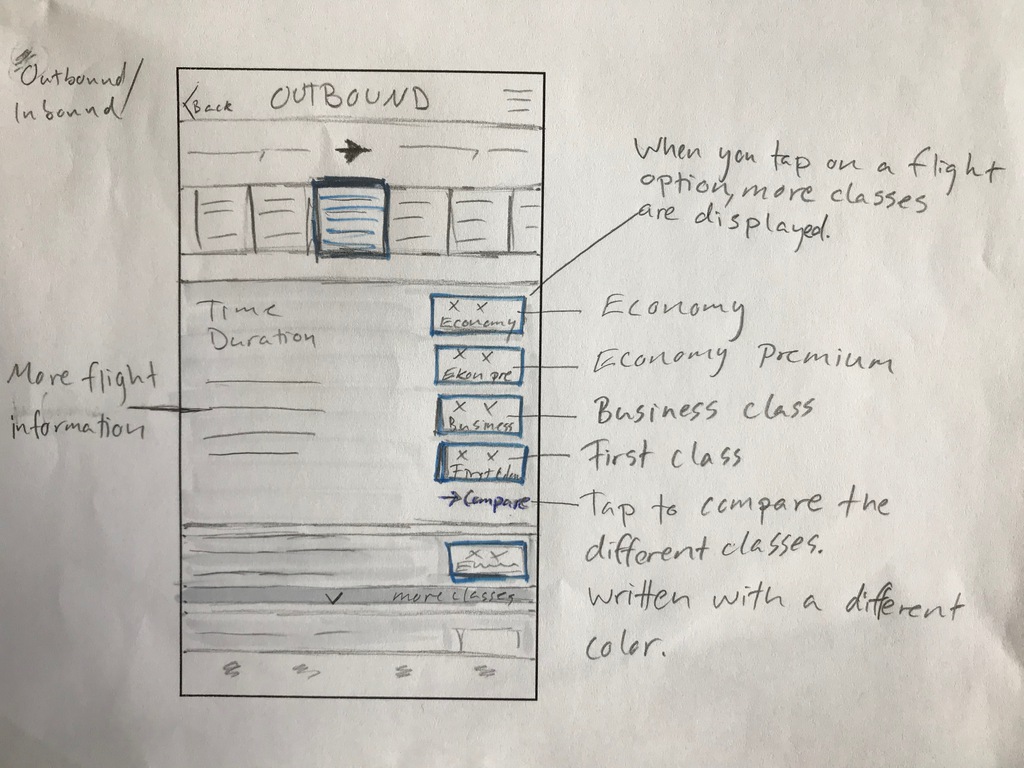 Outbound/
Inbound
< Back
OUTBOUND
When you tap on a flight
option, more classes
are displayed.
Time
Duration
More flight
information
X X
Economy
X X
Ekon pre
X X
Business
X X
First
→ Compare
Economy
Economy Premium
Business class
First class
Tap to compare the
different classes.
written with a different
color.
X X
more classes